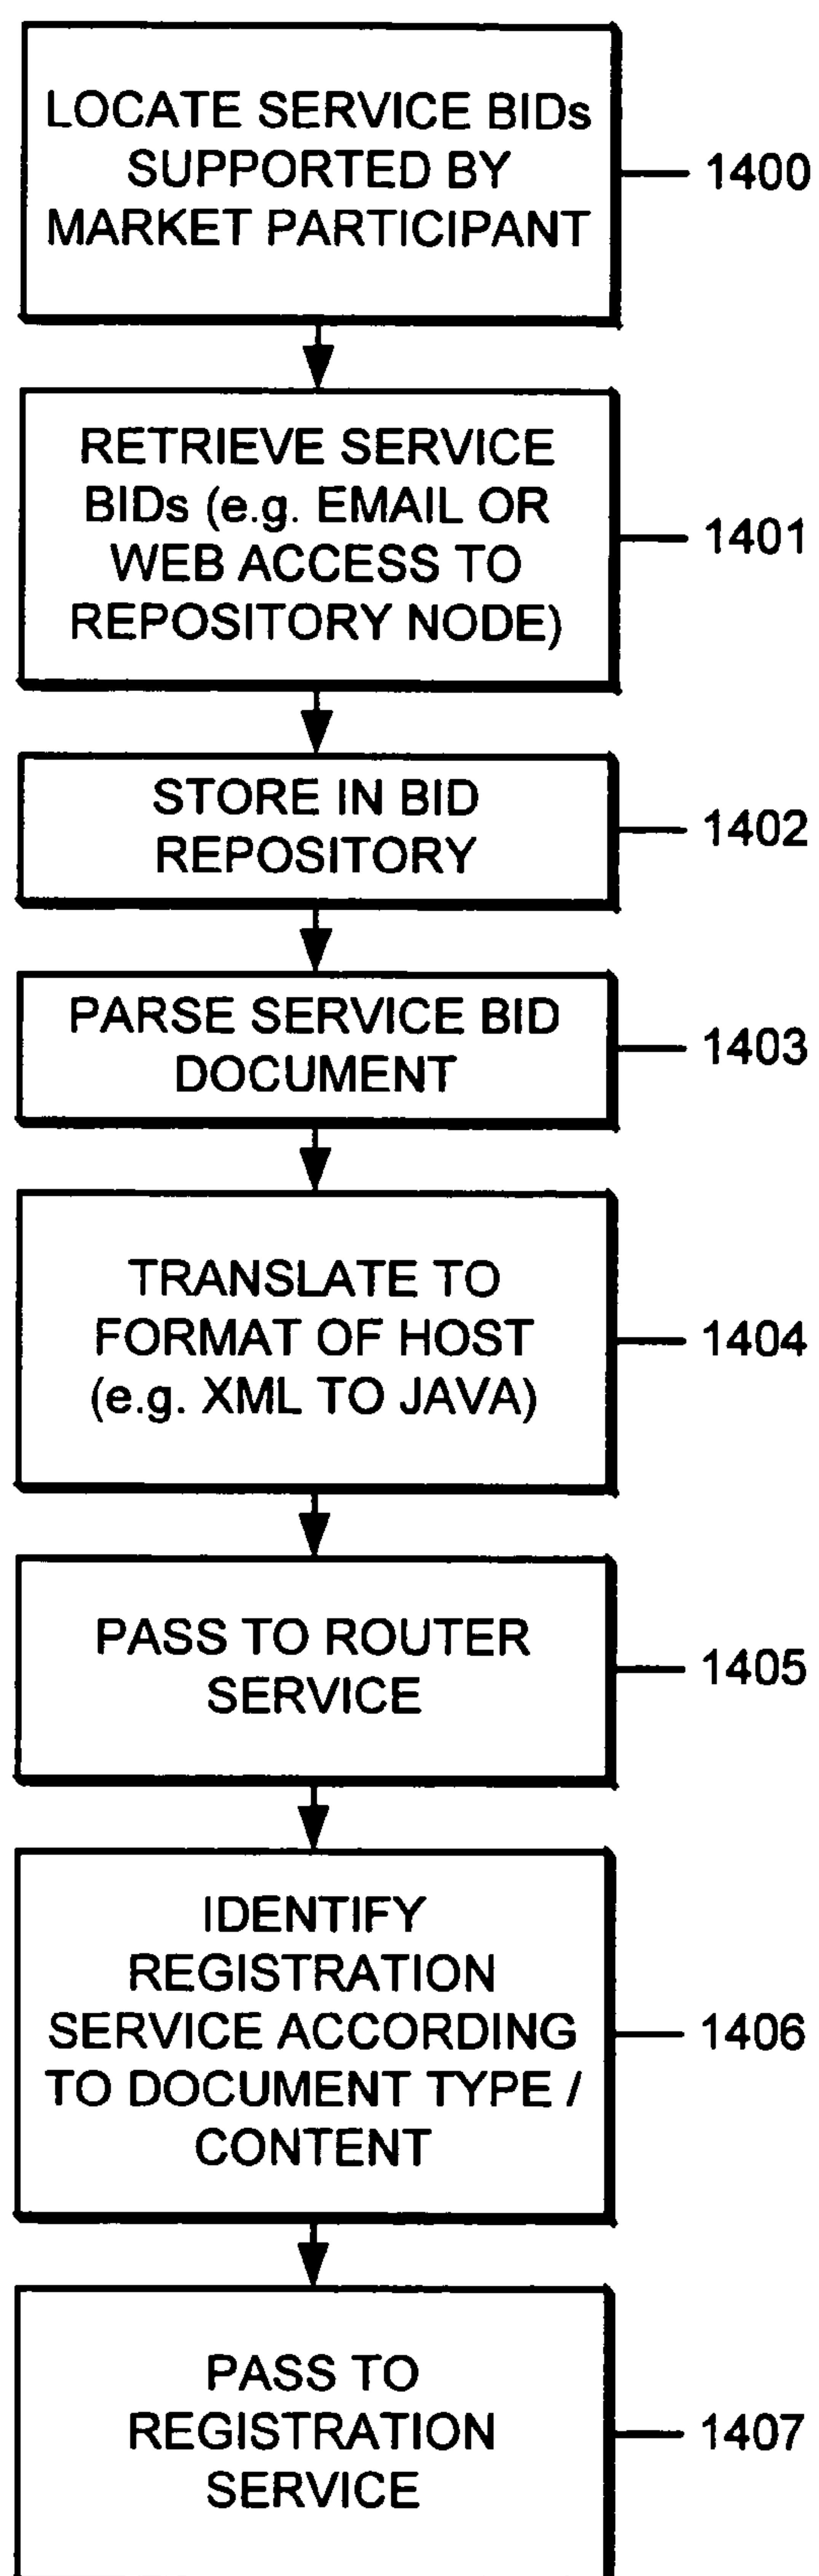 LOCATE SERVICE BIDs
SUPPORTED BY
MARKET PARTICIPANT
1400
RETRIEVE SERVICE
BIDs (e.g. EMAIL OR
WEB ACCESS TO
REPOSITORY NODE)
1401
STORE IN BID
REPOSITORY
1402
PARSE SERVICE BID
DOCUMENT
1403
TRANSLATE TO
FORMAT OF HOST
(e.g. XML TO JAVA)
1404
PASS TO ROUTER
SERVICE
1405
IDENTIFY
REGISTRATION
SERVICE ACCORDING
TO DOCUMENT TYPE /
CONTENT
1406
PASS TO
REGISTRATION
SERVICE
1407